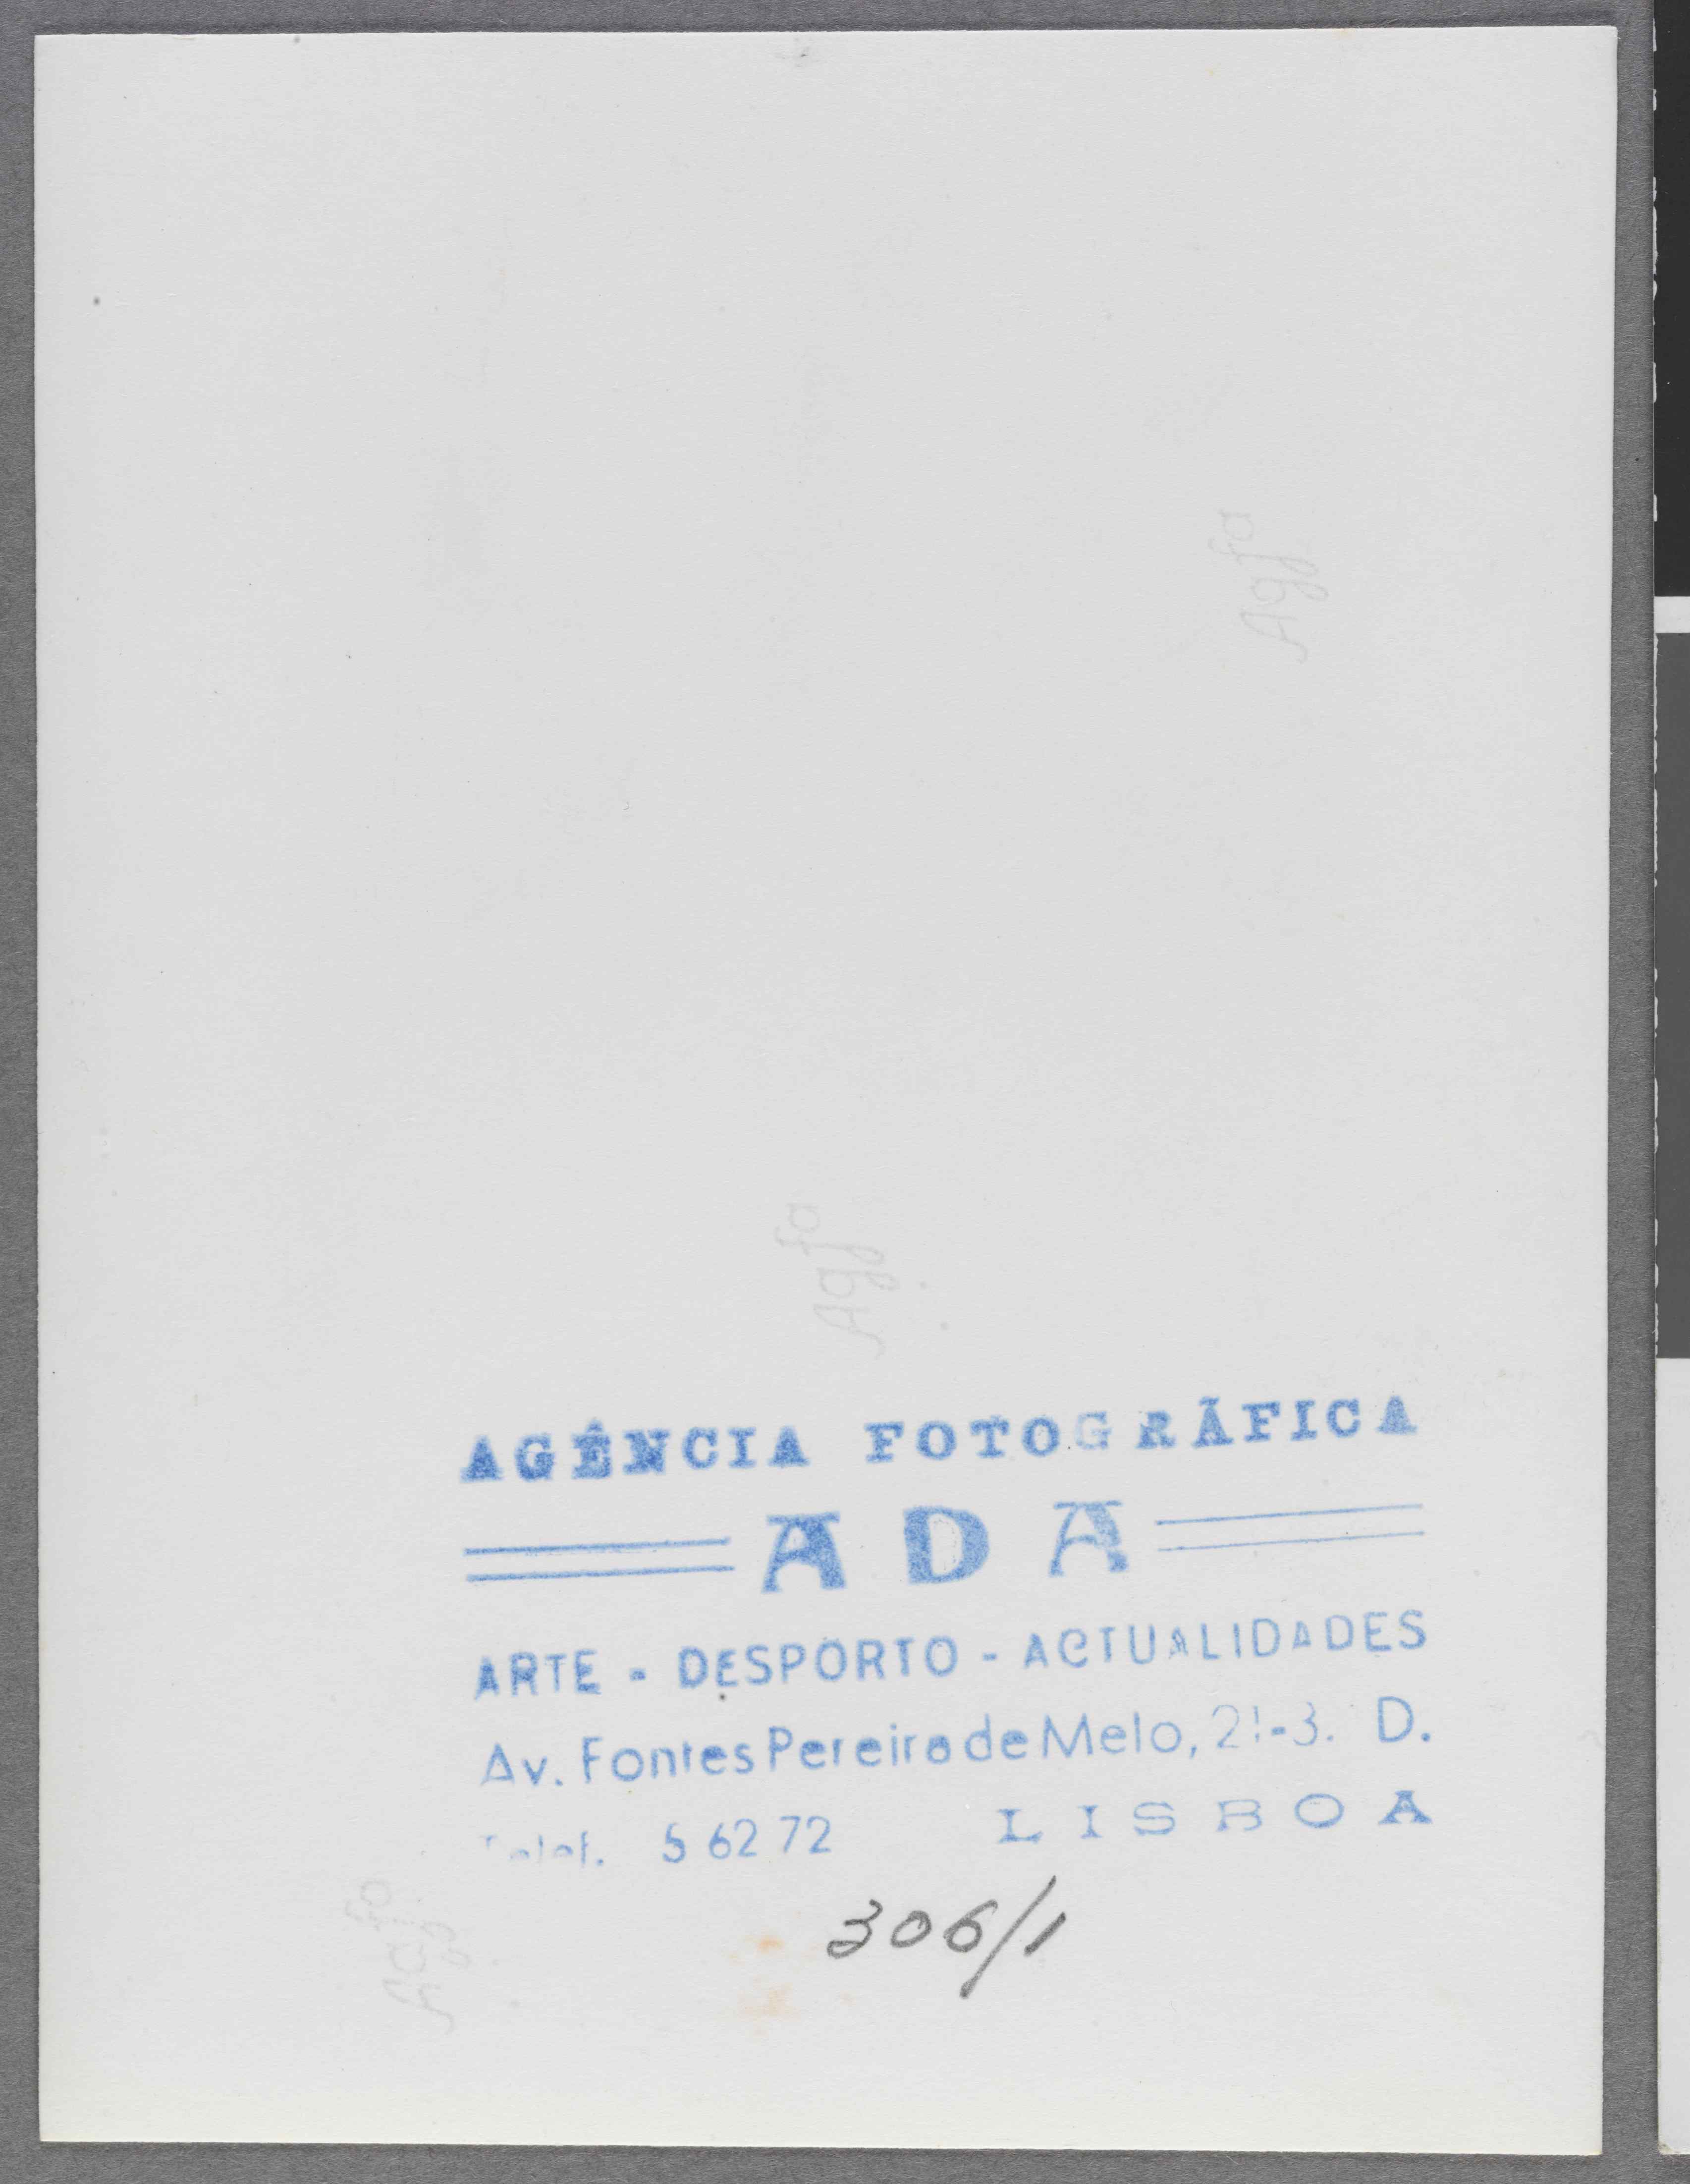 Agfa
Agfa
AGÊNCIA FOTOGRÁFICA
ADA
ARTE - DESPORTO - ACTUALIDADES
Av. Fontes Pereira de Melo, 21-3. D.
Telef. 5 62 72 LISBOA
306/1
Agfa